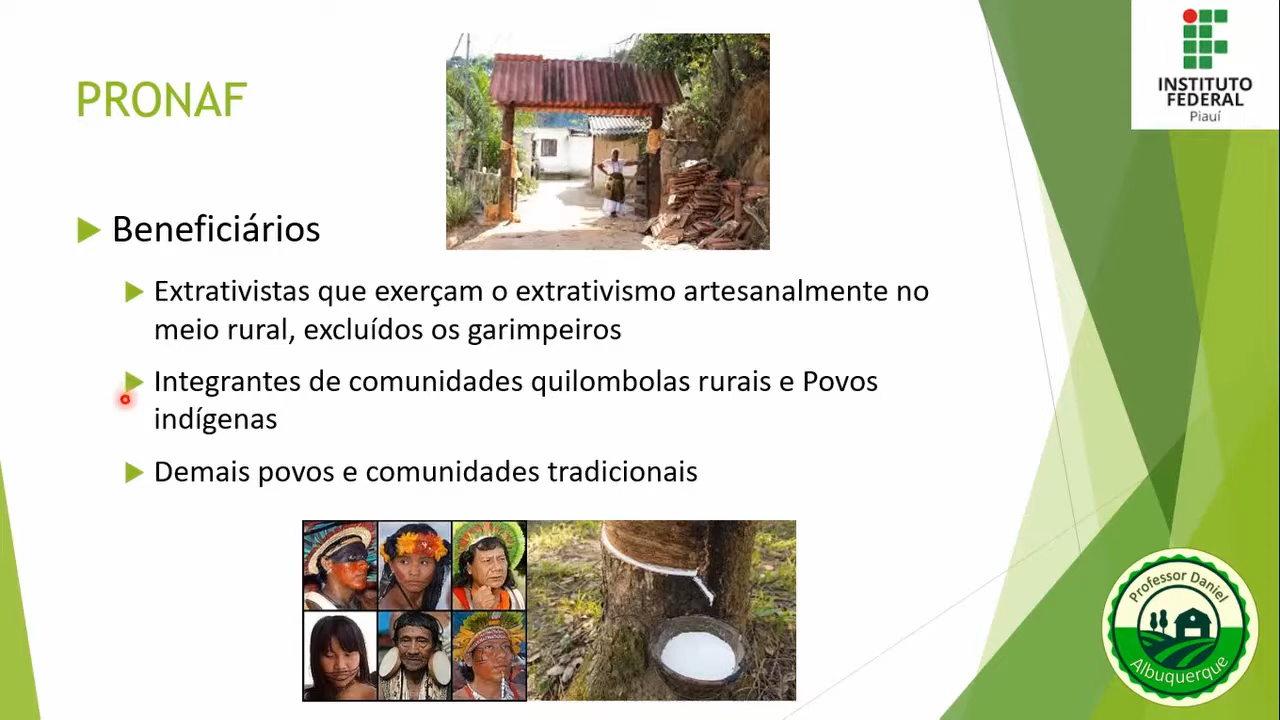 PRONAF
INSTITUTO
FEDERAL
Piauí
Beneficiários
Extrativistas que exerçam o extrativismo artesanalmente no
meio rural, excluídos os garimpeiros
Integrantes de comunidades quilombolas rurais e Povos
indígenas
Demais povos e comunidades tradicionais
Professor Daniel
Albuquerque